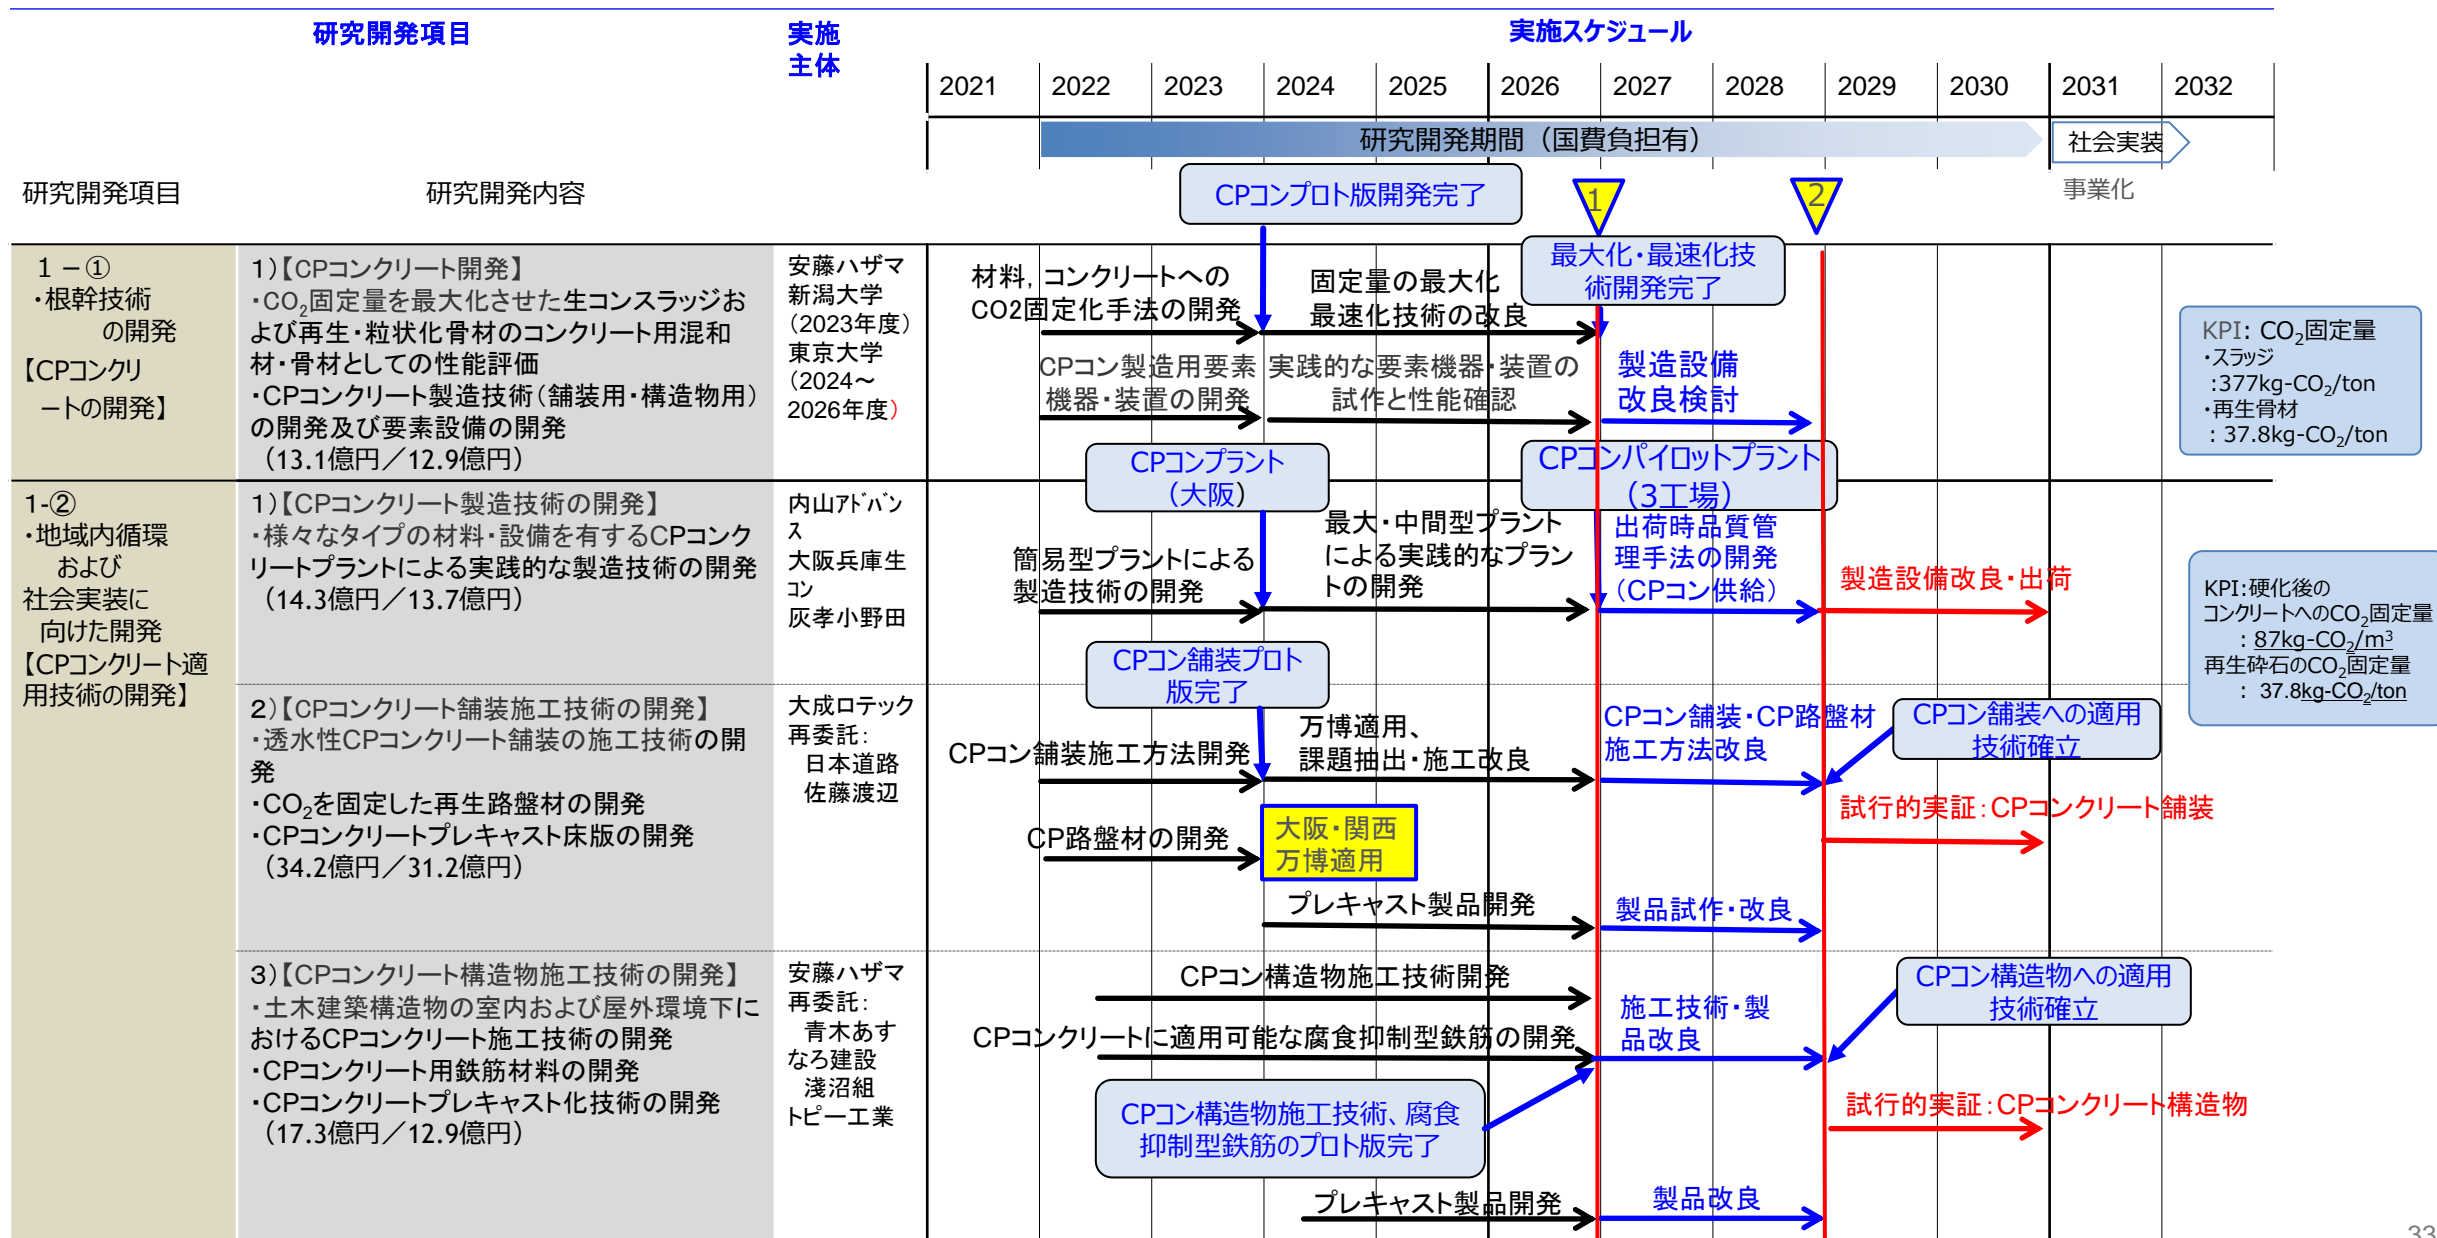 研究開発項目
実施
主体
実施スケジュール
2021 2022 2023 2024 2025 2026 2027 2028 2029 2030 2031 2032
研究開発期間（国費負担有）
社会実装
事業化
研究開発項目
研究開発内容
CPコンプロト版開発完了
1
2
1－①
・根幹技術
の開発
【CPコンクリ
ートの開発】
1)【CPコンクリート開発】
・CO2固定量を最大化させた生コンスラッジお
よび再生・粒状化骨材のコンクリート用混和
材・骨材としての性能評価
・CPコンクリート製造技術（舗装用・構造物用）
の開発及び要素設備の開発
（13.1億円／12.9億円）
安藤ハザマ
新潟大学
（2023年度）
東京大学
（2024～
2026年度）
材料，コンクリートへの
CO2固定化手法の開発
固定量の最大化
最速化技術の改良
最大化・最速化技
術開発完了
CPコン製造用要素
機器・装置の開発
実践的な要素機器・装置の
試作と性能確認
製造設備
改良検討
KPI: CO2固定量
・スラッジ
:377kg-CO2/ton
・再生骨材
: 37.8kg-CO2/ton
CPコンプラント
（大阪）
CPコンパイロットプラント
（3工場）
1-②
・地域内循環
および
社会実装に
向けた開発
【CPコンクリート適
用技術の開発】
1)【CPコンクリート製造技術の開発】
・様々なタイプの材料・設備を有するCPコンク
リートプラントによる実践的な製造技術の開発
（14.3億円／13.7億円）
内山ｱﾄﾞﾊﾞﾝ
ｽ
大阪兵庫生
ｺﾝ
灰孝小野田
簡易型プラントによる
製造技術の開発
最大・中間型プラント
による実践的なプラン
トの開発
出荷時品質管
理手法の開発
（CPコン供給）
製造設備改良・出荷
KPI:硬化後の
コンクリートへのCO2固定量
: 87kg-CO2/m3
再生砕石のCO2固定量
: 37.8kg-CO2/ton
CPコン舗装プロト
版完了
2)【CPコンクリート舗装施工技術の開発】
・透水性CPコンクリート舗装の施工技術の開
発
・CO2を固定した再生路盤材の開発
・CPコンクリートプレキャスト床版の開発
（34.2億円／31.2億円）
大成ロテック
再委託：
日本道路
佐藤渡辺
CPコン舗装施工方法開発
万博適用、
課題抽出・施工改良
CPコン舗装・CP路盤材
施工方法改良
CPコン舗装への適用
技術確立
試行的実証：CPコンクリート舗装
CP路盤材の開発
大阪・関西
万博適用
プレキャスト製品開発
製品試作・改良
3)【CPコンクリート構造物施工技術の開発】
・土木建築構造物の室内および屋外環境下に
おけるCPコンクリート施工技術の開発
・CPコンクリート用鉄筋材料の開発
・CPコンクリートプレキャスト化技術の開発
（17.3億円／12.9億円）
安藤ハザマ
再委託：
青木あす
なろ建設
淺沼組
トピー工業
CPコン構造物施工技術開発
CPコンクリートに適用可能な腐食抑制型鉄筋の開発
施工技術・製
品改良
CPコン構造物への適用
技術確立
CPコン構造物施工技術、腐食
抑制型鉄筋のプロト版完了
試行的実証：CPコンクリート構造物
プレキャスト製品開発
製品改良
33